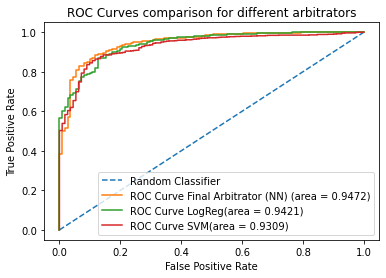 ROC Curves comparison for different arbitrators
True Positive Rate
1.0
0.8
0.6
0.4
0.2
0.0
Random Classifier
ROC Curve Final Arbitrator (NN) (area = 0.9472)
ROC Curve LogReg(area = 0.9421)
ROC Curve SVM(area = 0.9309)
0.0 0.2 0.4 0.6 0.8 1.0
False Positive Rate